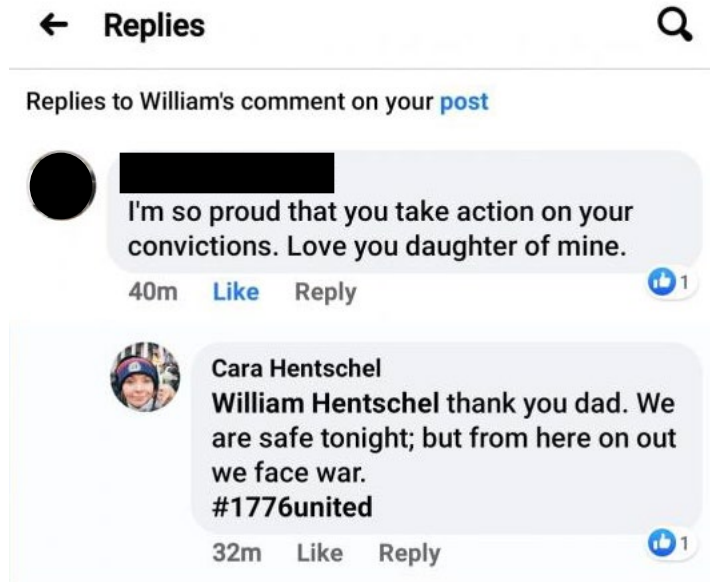 Replies
Replies to William's comment on your post
I'm so proud that you take action on your
convictions. Love you daughter of mine.
40m Like Reply
1
Cara Hentschel
William Hentschel thank you dad. We
are safe tonight; but from here on out
we face war.
#1776united
32m Like Reply
1